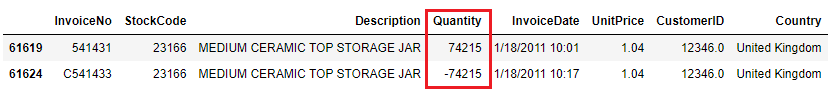 InvoiceNo StockCode Description Quantity InvoiceDate UnitPrice CustomerID Country
61619 541431 23166 MEDIUM CERAMIC TOP STORAGE JAR 74215 1/18/2011 10:01 1.04 12346.0 United Kingdom
61624 C541433 23166 MEDIUM CERAMIC TOP STORAGE JAR -74215 1/18/2011 10:17 1.04 12346.0 United Kingdom